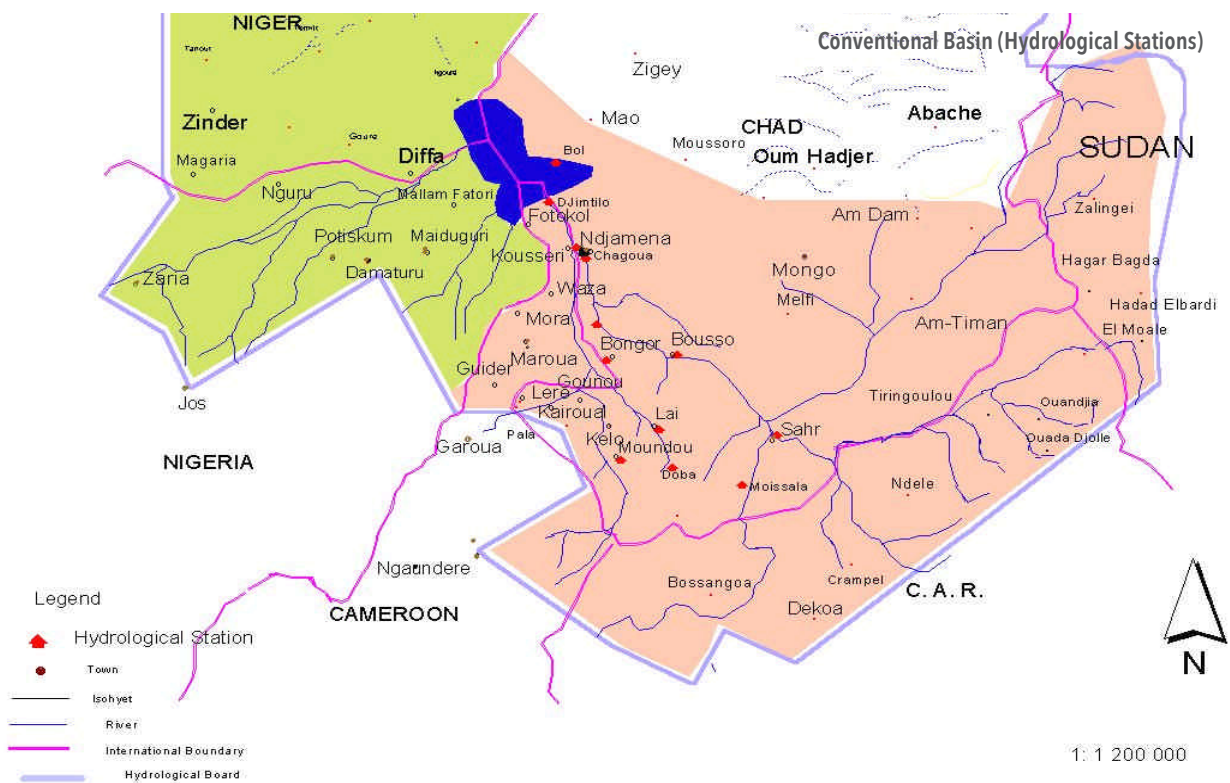 NIGER
Conventional Basin (Hydrological Stations)
Tanout
Zigey
Zinder
Mao
CHAD
Abache
Goure
Magaria
Diffa
Bol
Moussoro
Oum Hadjer
SUDAN
Nguru
Mallam Fatori
DJimtilo
Am Dam
Zalingei
Fotokol
Potiskum
Maiduguri
Ndjamena
Kousseri
Chagoua
Mongo
Hagar Bagda
Zaria
Damaturu
Waza
Melfi
Hadad Elbardi
Mora
Am-Timan
El Moale
Maroua
Bongor
Bousso
Guider
Gounou
Jos
Lere
Kairoual
Lai
Tiringoulou
Ouandjia
Garoua
Pala
Kelo
Sahr
Ouada Djolle
NIGERIA
Moundou
Doba
Moissala
Ndele
Ngaundere
Bossangoa
Crampel
C. A. R.
CAMEROON
Dekoa
Legend
Hydrological Station
Town
Isohyet
River
International Boundary
Hydrological Board
N
1: 1 200 000